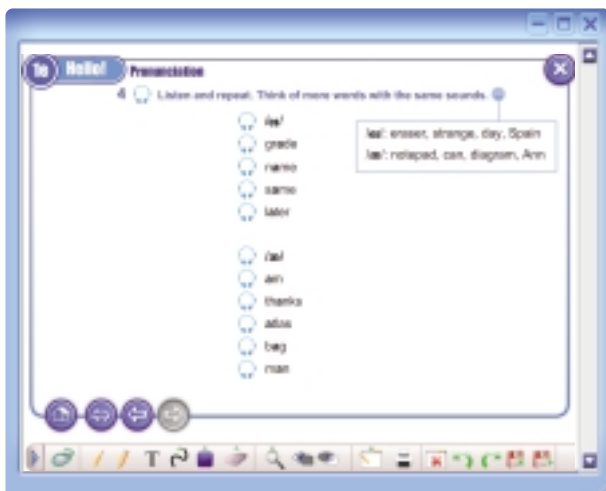 1e Hello! Pronunciation
4 Listen and repeat. Think of more words with the same sounds.
/eɪ/
grade
name
same
later
/eɪ/: eraser, strange, day, Spain
/æ/: notepad, can, diagram, Ann
/æ/
am
thanks
atlas
bag
man
T